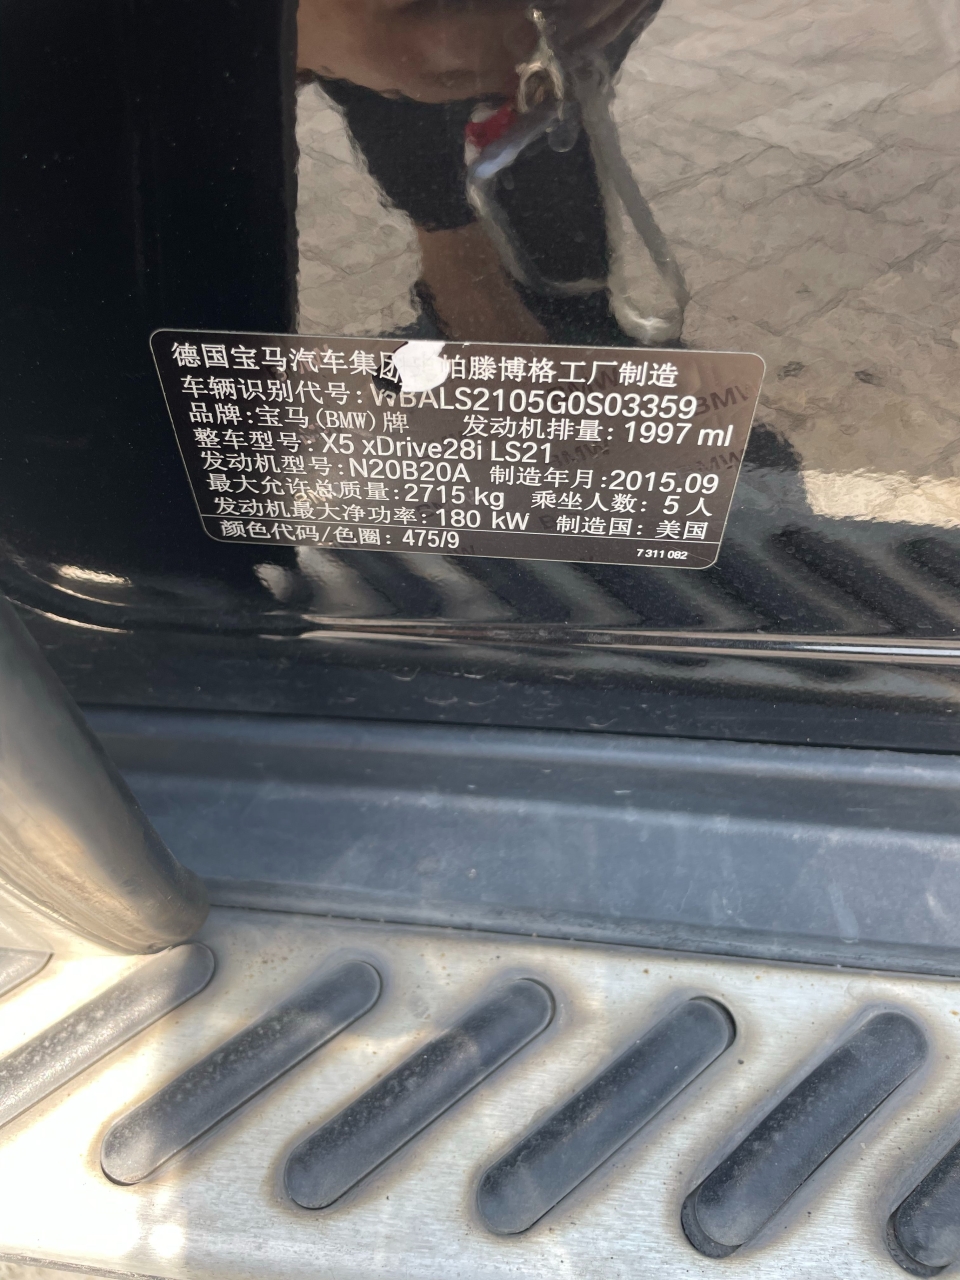 德国宝马汽车集团 帕滕博格工厂制造
车辆识别代号: WBALS2105G0S03359
品牌:宝马(BMW)牌 发动机排量: 1997 ml
整车型号: X5 xDrive28i LS21
发动机型号:N20B20A 制造年月:2015.09
最大允许总质量:2715 kg 乘坐人数: 5 人
发动机最大净功率:180 kW 制造国: 美国
颜色代码/色圈: 475/9
7 311 082